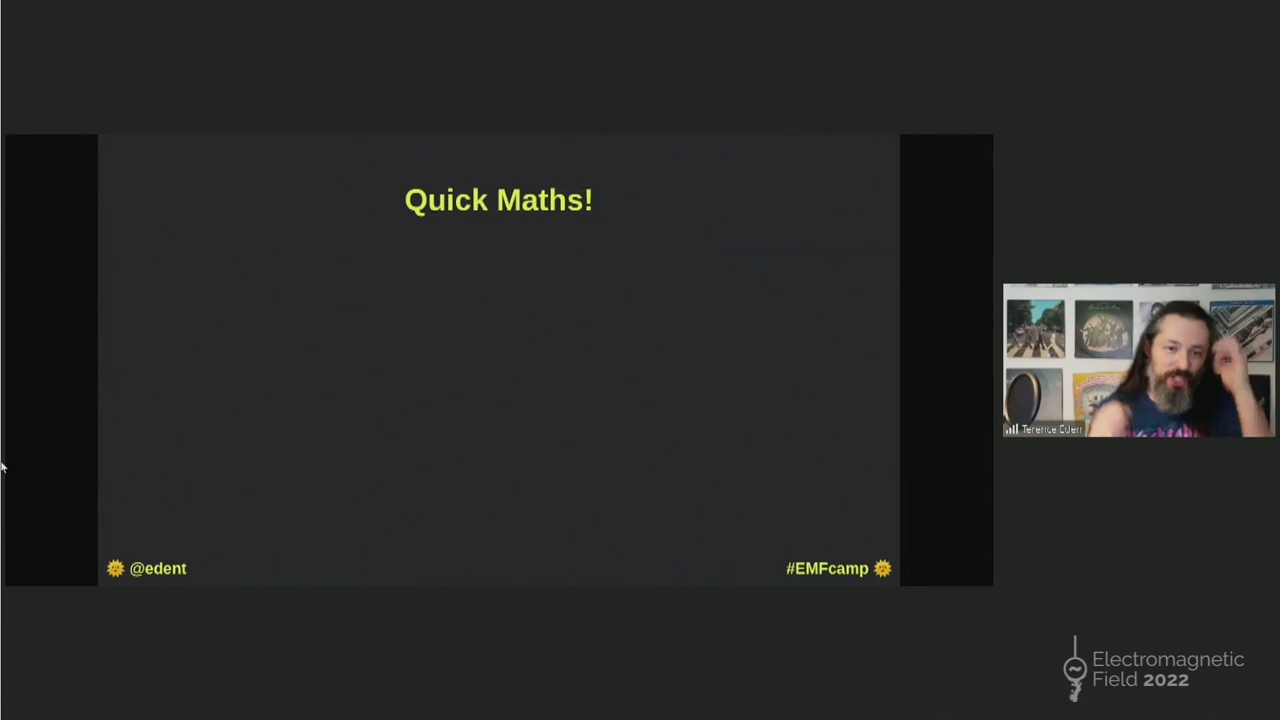 Quick Maths!
@edent
#EMFcamp
Terence Eden
Electromagnetic
Field 2022